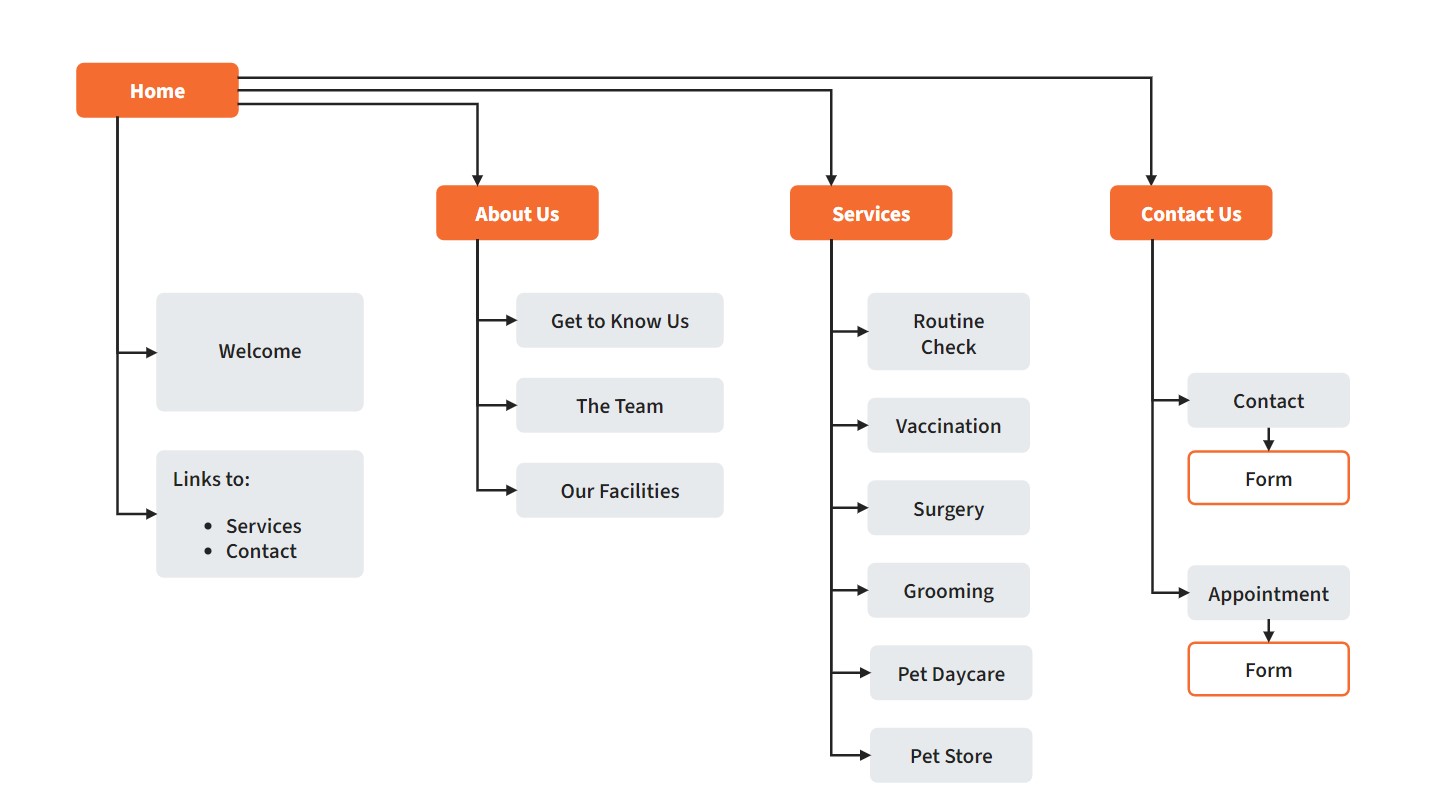 Home
About Us
Services
Contact Us
Welcome
Links to:
• Services
• Contact
Get to Know Us
The Team
Our Facilities
Routine
Check
Vaccination
Surgery
Grooming
Pet Daycare
Pet Store
Contact
Form
Appointment
Form